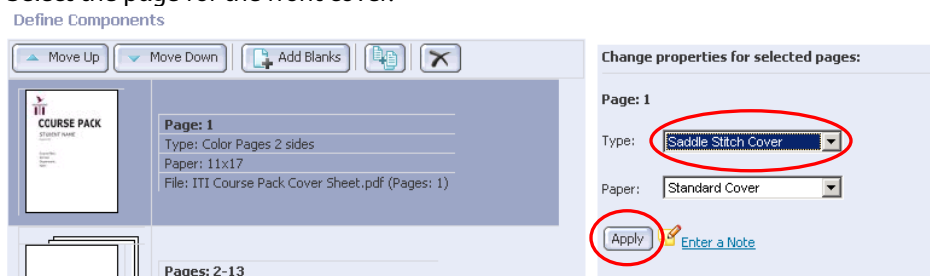 Select the page for the front cover.
Define Components
Move Up Move Down Add Blanks
Change properties for selected pages:
Page: 1
Type: Saddle Stitch Cover
Paper: Standard Cover
Apply Enter a Note
COURSE PACK
STUDENT NAME
Page: 1
Type: Color Pages 2 sides
Paper: 11x17
File: ITI Course Pack Cover Sheet.pdf (Pages: 1)
Pages: 2-13